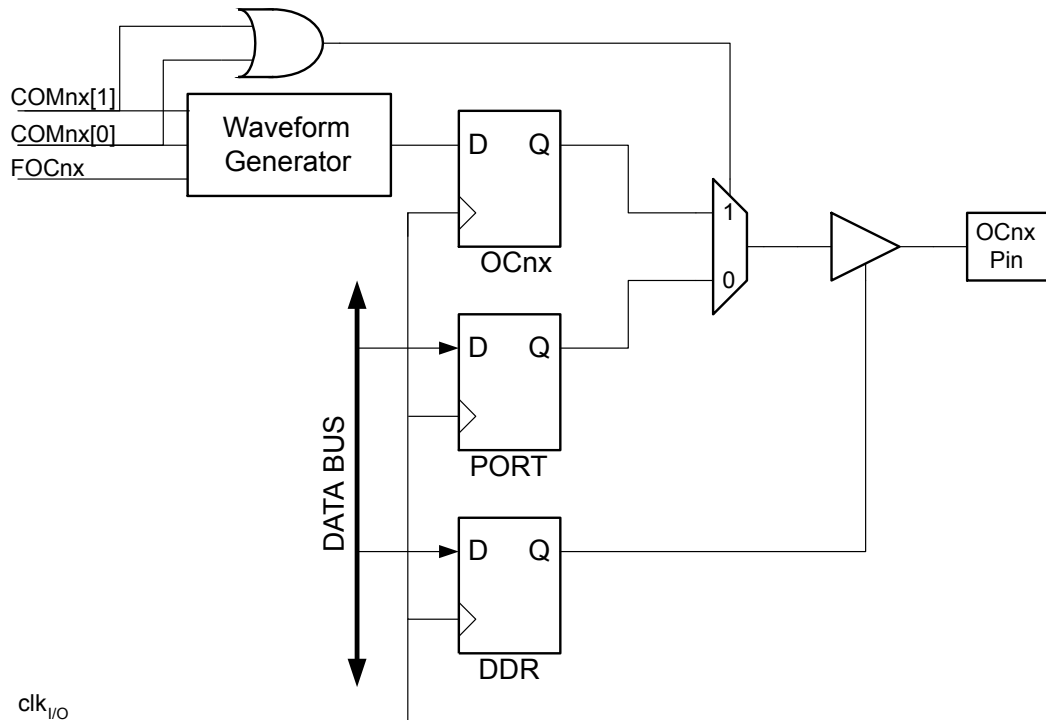 COMnx[1]
COMnx[0]
FOCnx
Waveform
Generator
D Q
OCnx
1
0
OCnx
Pin
DATA BUS
D Q
PORT
D Q
DDR
clkI/O